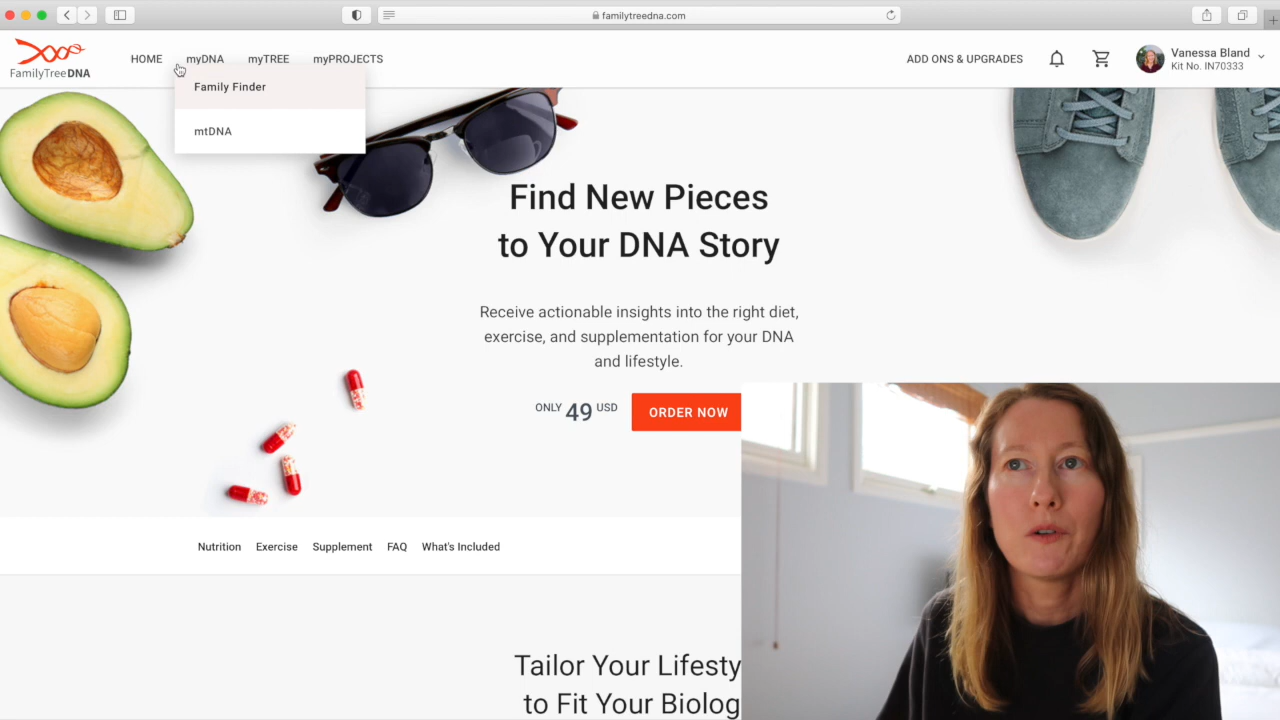 familytreedna.com
FamilyTreeDNA
HOME
myDNA
myTREE
myPROJECTS
ADD ONS & UPGRADES
Vanessa Bland
Kit No. IN70333
Family Finder
mtDNA
Find New Pieces
to Your DNA Story
Receive actionable insights into the right diet,
exercise, and supplementation for your DNA
and lifestyle.
ONLY 49 USD
ORDER NOW
Nutrition
Exercise
Supplement
FAQ
What's Included
Tailor Your Lifesty
to Fit Your Biolog